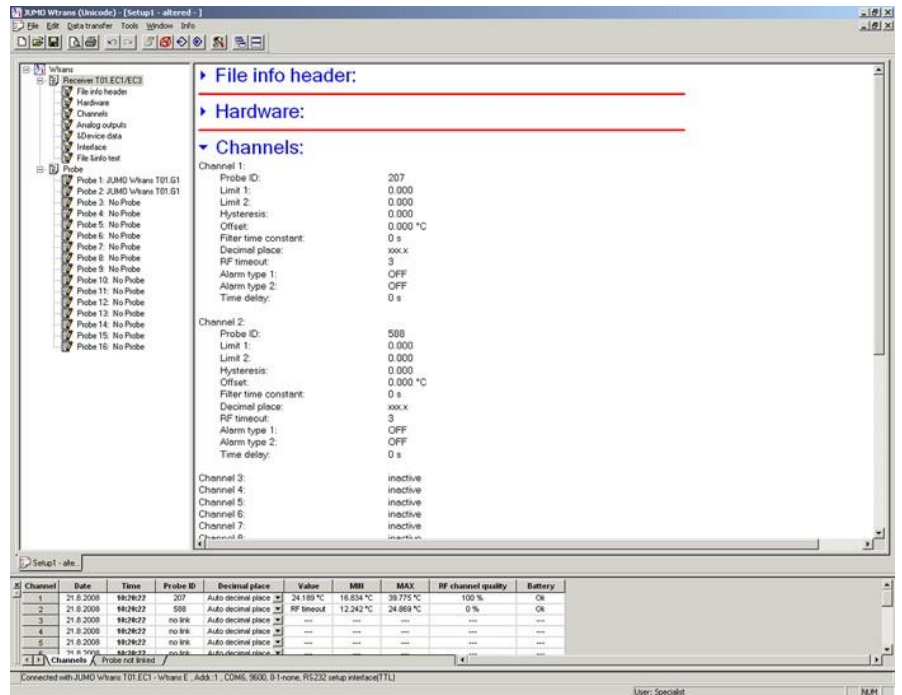 JUMO Wtrans (Unicode) - [Setup1 - altered - ]
File Edit Data transfer Tools Window Info
Wtrans
Receiver T01.EC1/EC3
File info header
Hardware
Channels
Analog outputs
&Device data
Interface
File &info text
Probe
Probe 1: JUMO Wtrans T01.G1
Probe 2: JUMO Wtrans T01.G1
Probe 3: No Probe
Probe 4: No Probe
Probe 5: No Probe
Probe 6: No Probe
Probe 7: No Probe
Probe 8: No Probe
Probe 9: No Probe
Probe 10: No Probe
Probe 11: No Probe
Probe 12: No Probe
Probe 13: No Probe
Probe 14: No Probe
Probe 15: No Probe
Probe 16: No Probe
File info header:
Hardware:
Channels:
Channel 1:
Probe ID: 207
Limit 1: 0.000
Limit 2: 0.000
Hysteresis: 0.000
Offset: 0.000 °C
Filter time constant: 0 s
Decimal place: xxx.x
RF timeout: 3
Alarm type 1: OFF
Alarm type 2: OFF
Time delay: 0 s
Channel 2:
Probe ID: 588
Limit 1: 0.000
Limit 2: 0.000
Hysteresis: 0.000
Offset: 0.000 °C
Filter time constant: 0 s
Decimal place: xxx.x
RF timeout: 3
Alarm type 1: OFF
Alarm type 2: OFF
Time delay: 0 s
Channel 3: inactive
Channel 4: inactive
Channel 5: inactive
Channel 6: inactive
Channel 7: inactive
Channel 8: inactive
Setup1 - alte...
Channel Date Time Probe ID Decimal place Value MIN MAX RF channel quality Battery
1 21.8.2008 10:20:22 207 Auto decimal place 24.189 °C 16.834 °C 39.775 °C 100 % Ok
2 21.8.2008 10:20:22 588 Auto decimal place RF timeout 12.242 °C 24.869 °C 0 % Ok
3 21.8.2008 10:20:22 no link Auto decimal place --- --- --- --- ---
4 21.8.2008 10:20:22 no link Auto decimal place --- --- --- --- ---
5 21.8.2008 10:20:22 no link Auto decimal place --- --- --- --- ---
6 21.8.2008 10:20:22 no link Auto decimal place --- --- --- --- ---
Channels Probe not linked
Connected with JUMO Wtrans T01.EC1 - Wtrans E , Addr.:1 , COM6, 9600, 8-1-none, RS232 setup interface(TTL)
User: Specialist NUM